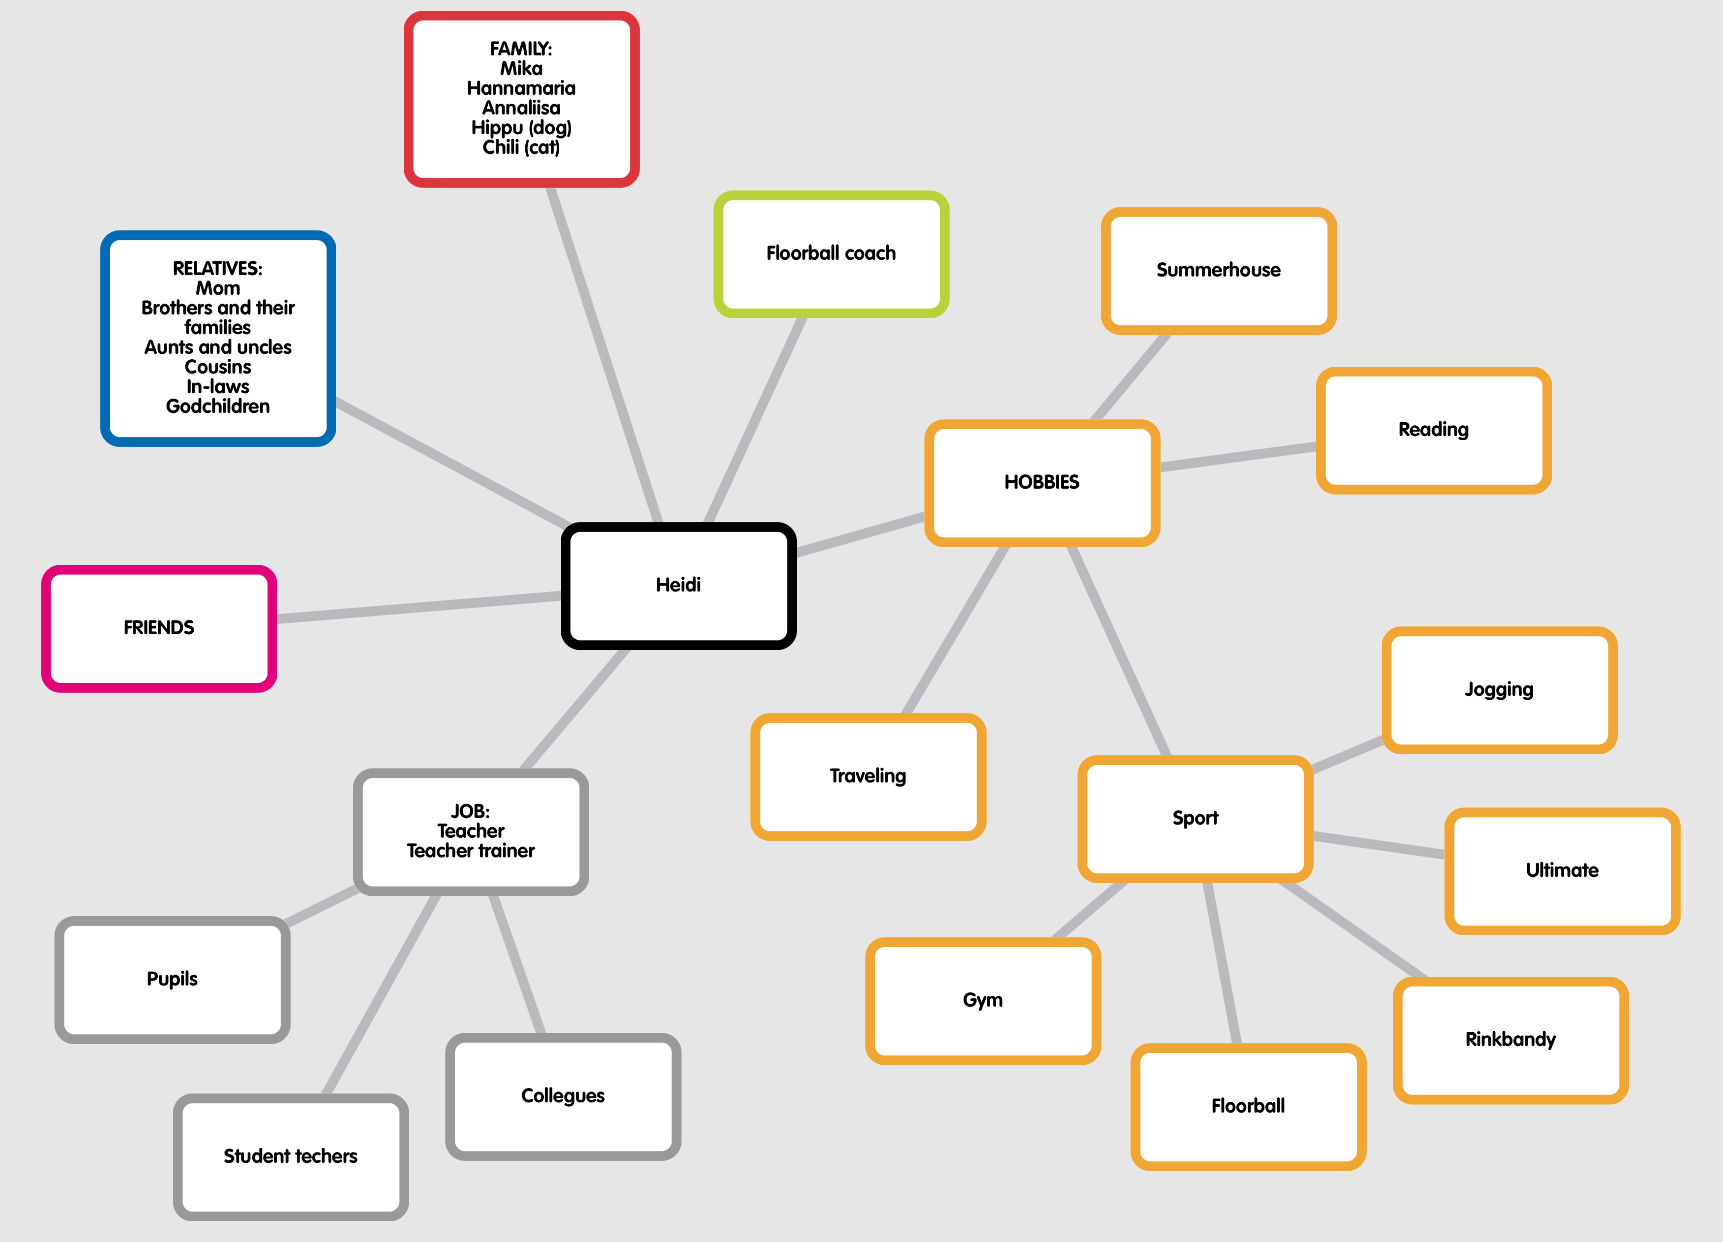 FAMILY:
Mika
Hannamaria
Annaliisa
Hippu (dog)
Chili (cat)
Floorball coach
Summerhouse
RELATIVES:
Mom
Brothers and their
families
Aunts and uncles
Cousins
In-laws
Godchildren
Reading
HOBBIES
Heidi
FRIENDS
Jogging
Traveling
Sport
JOB:
Teacher
Teacher trainer
Ultimate
Pupils
Gym
Rinkbandy
Collegues
Floorball
Student techers